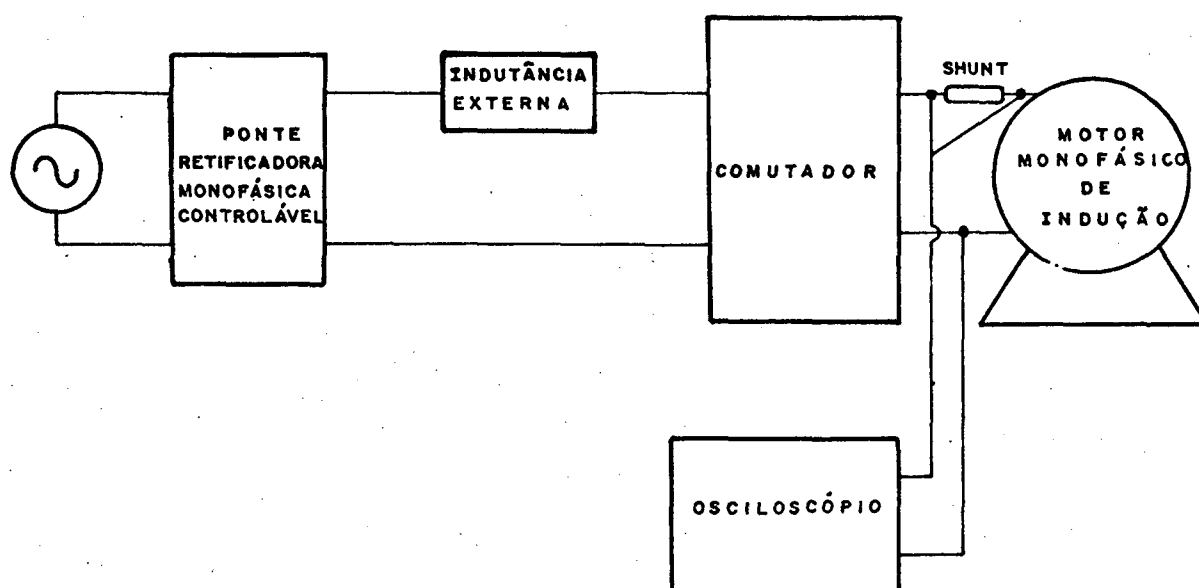 PONTE
RETIFICADORA
MONOFÁSICA
CONTROLÁVEL
INDUTÂNCIA
EXTERNA
COMUTADOR
SHUNT
MOTOR
MONOFÁSICO
DE
INDUÇÃO
OSCILOSCÓPIO